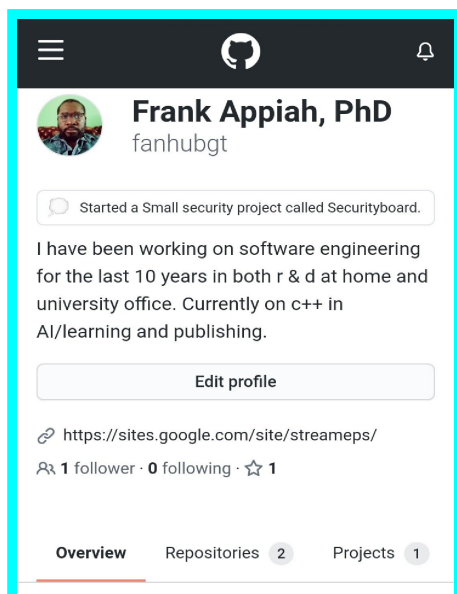 Frank Appiah, PhD
fanhubgt
Started a Small security project called Securityboard.
I have been working on software engineering
for the last 10 years in both r & d at home and
university office. Currently on c++ in
AI/learning and publishing.
Edit profile
https://sites.google.com/site/streameps/
1 follower · 0 following · 1
Overview Repositories 2 Projects 1